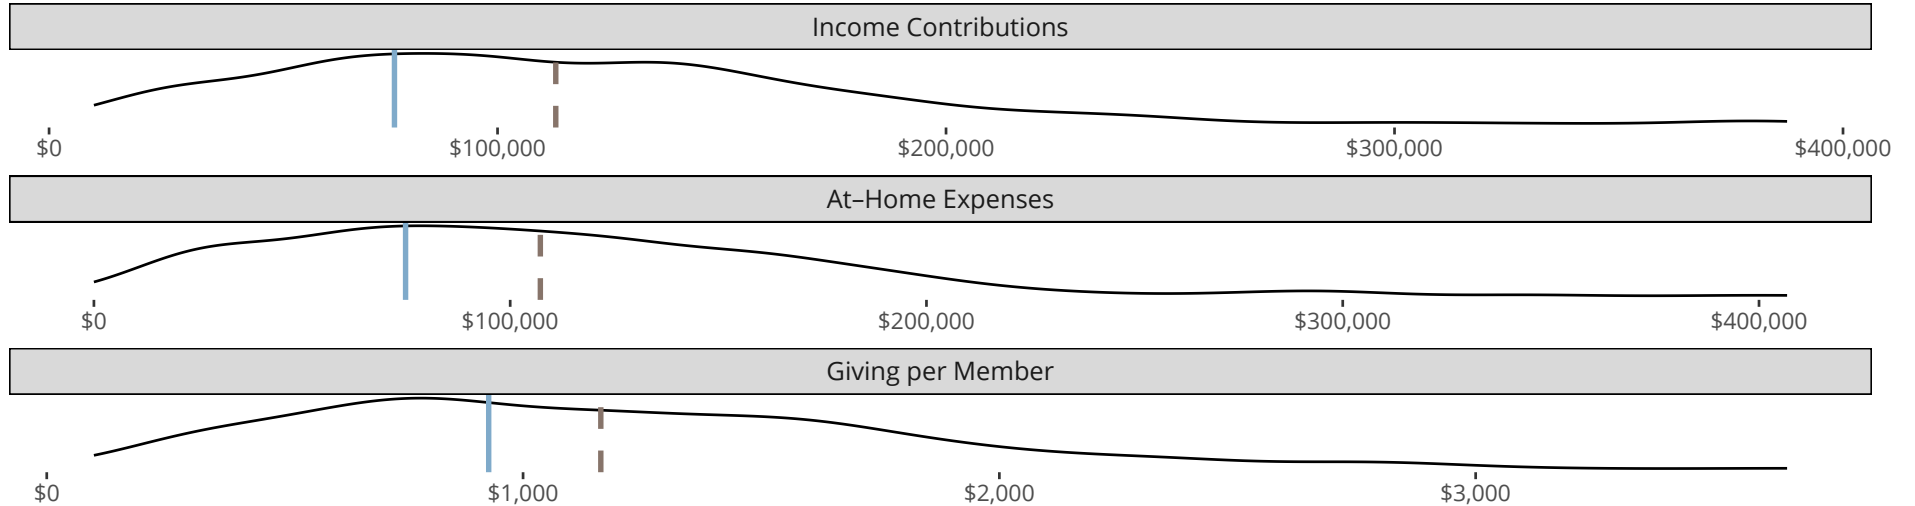 Income Contributions
$0 $100,000 $200,000 $300,000 $400,000
At–Home Expenses
$0 $100,000 $200,000 $300,000 $400,000
Giving per Member
$0 $1,000 $2,000 $3,000